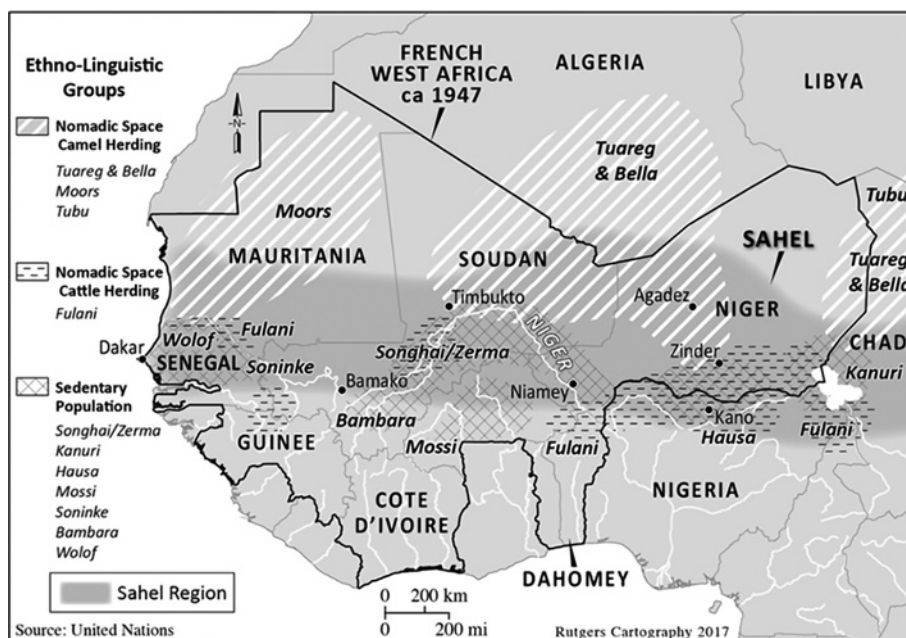 Ethno-Linguistic
Groups
Nomadic Space
Camel Herding
Tuareg & Bella
Moors
Tubu
Nomadic Space
Cattle Herding
Fulani
Sedentary
Population
Songhai/Zerma
Kanuri
Hausa
Mossi
Soninke
Bambara
Wolof
Sahel Region
Source: United Nations
-N-
FRENCH
WEST AFRICA
ca 1947
ALGERIA
LIBYA
Tuareg
& Bella
Tubu
Moors
MAURITANIA
SOUDAN
SAHEL
Tuareg
& Bella
Timbukto
Agadez
NIGER
NIGER
Wolof
Fulani
Dakar
SENEGAL
Soninke
Songhai/Zerma
Zinder
CHAD
Kanuri
Bamako
Niamey
Bambara
Kano
Mossi
Fulani
Hausa
Fulani
GUINEE
COTE
D'IVOIRE
NIGERIA
DAHOMEY
0 200 km
0 200 mi
Rutgers Cartography 2017